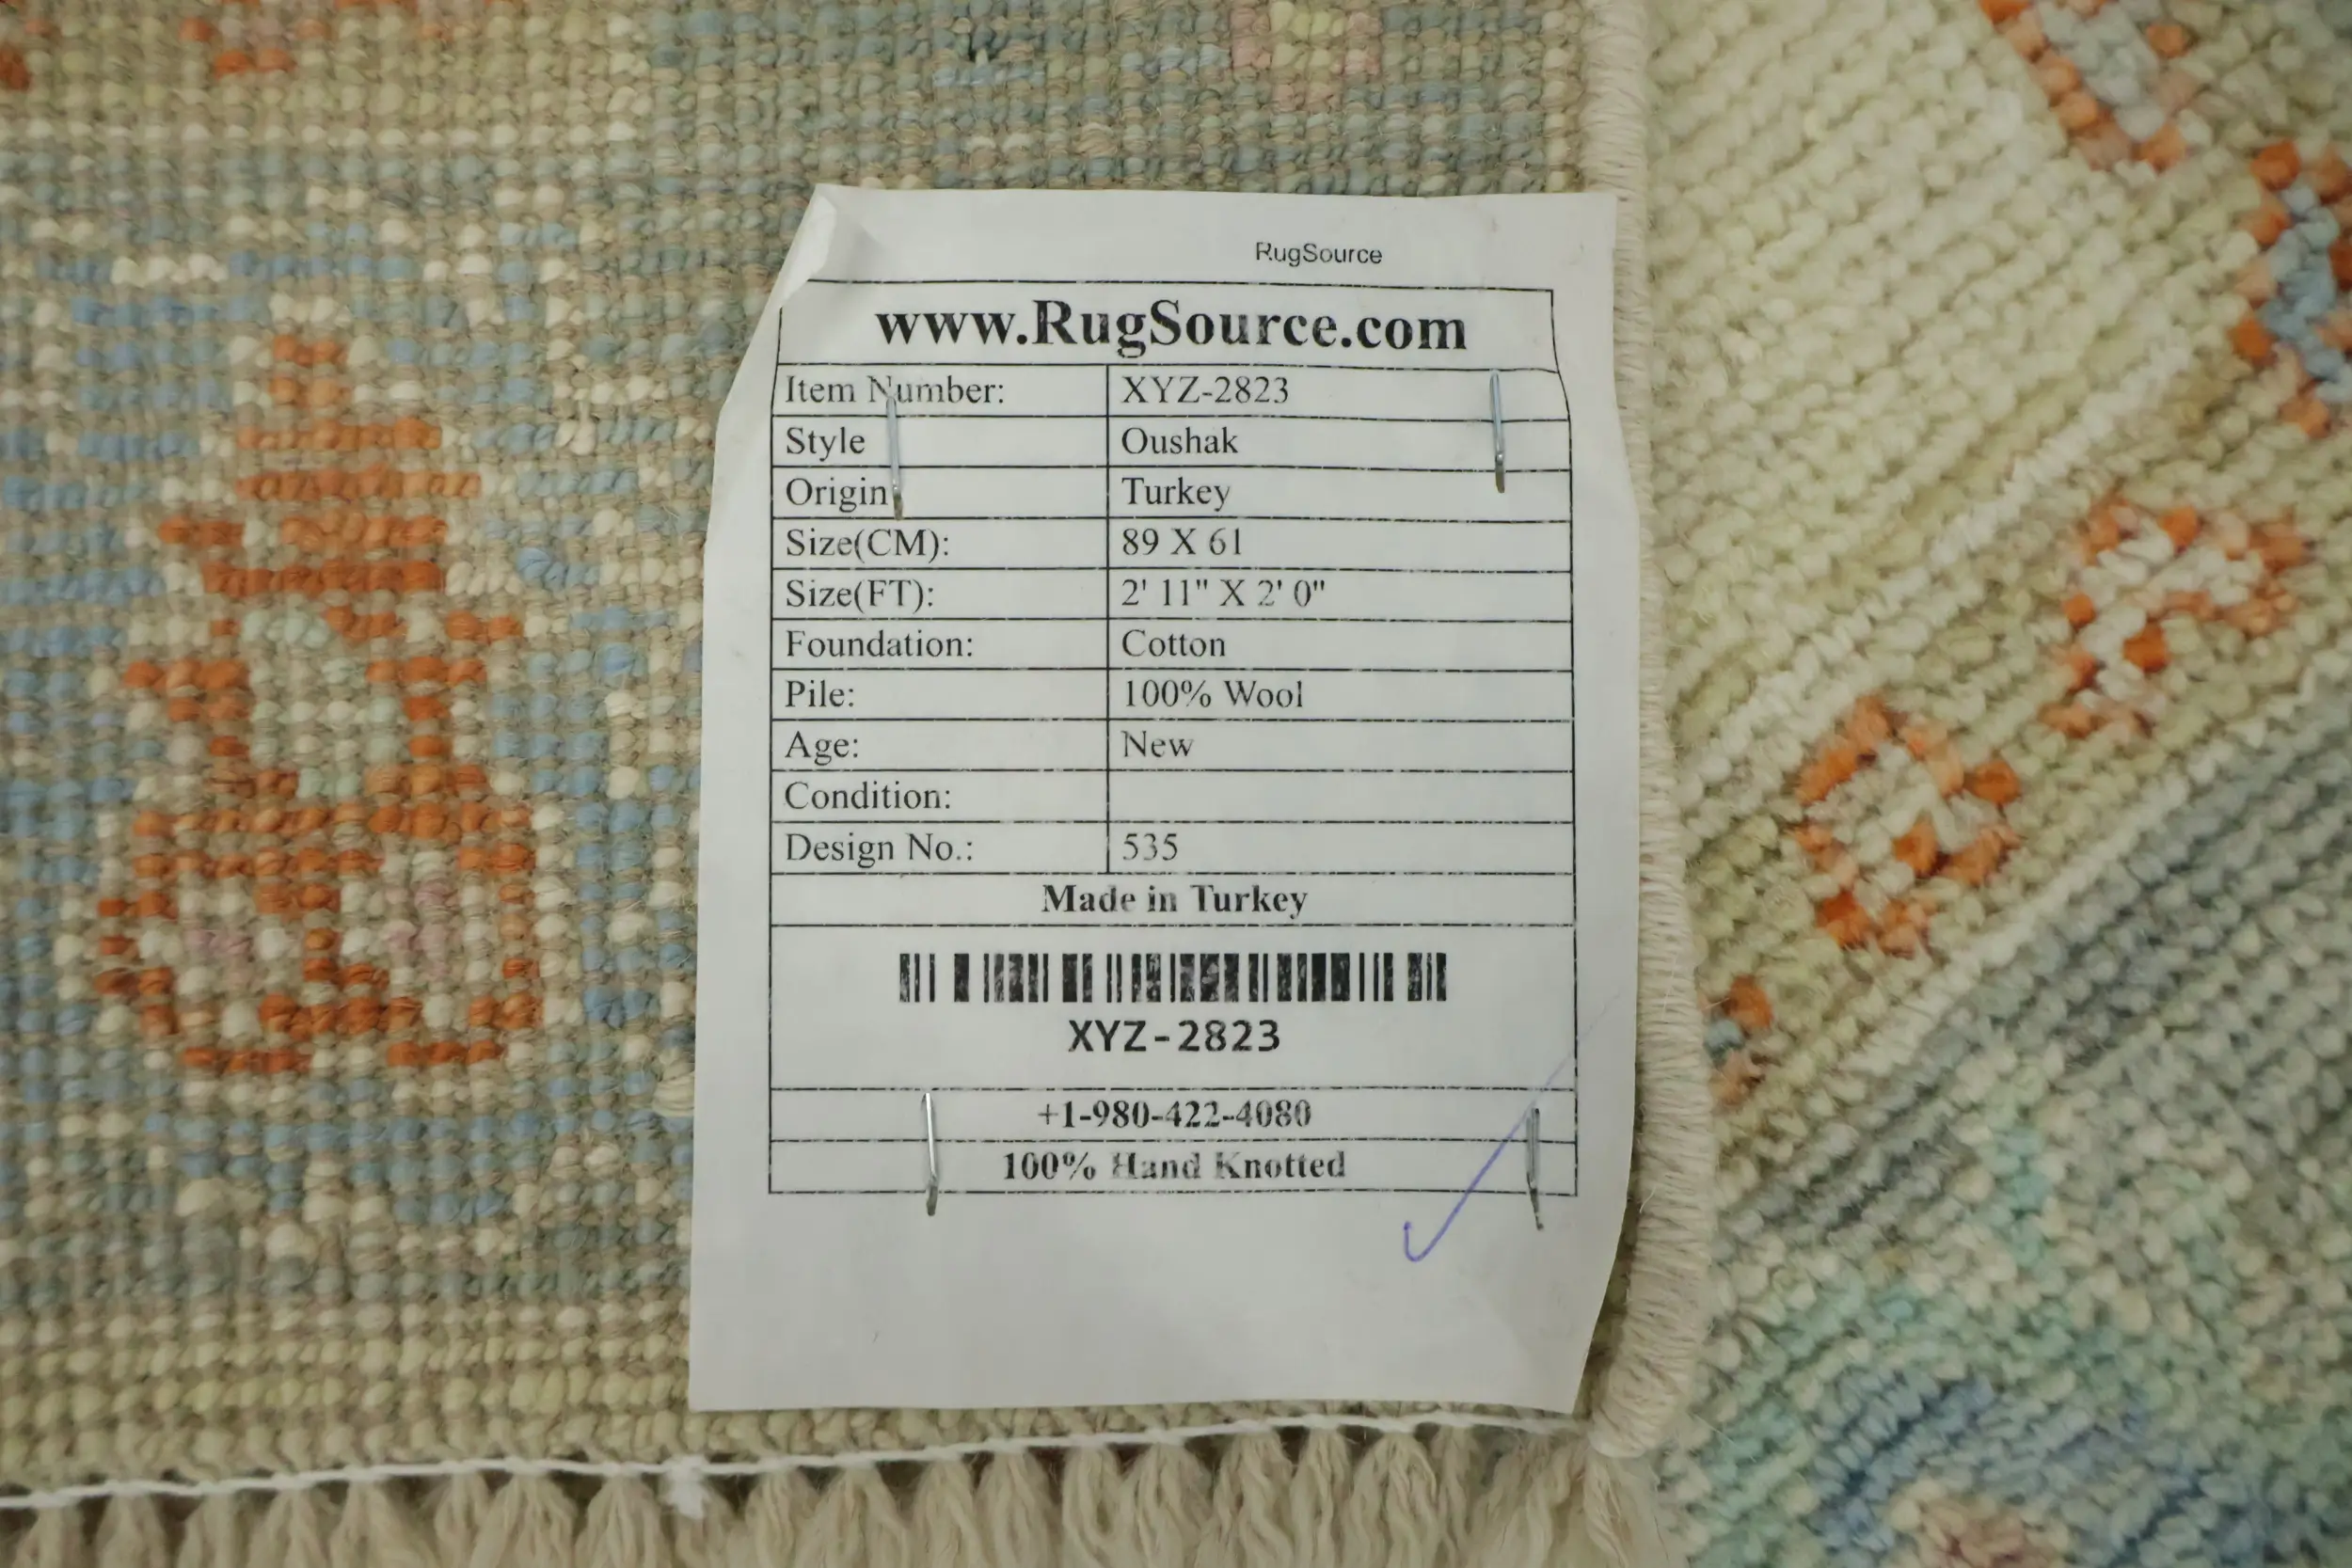 RugSource
www.RugSource.com
Item Number: XYZ-2823
Style Oushak
Origin Turkey
Size(CM): 89 X 61
Size(FT): 2' 11" X 2' 0"
Foundation: Cotton
Pile: 100% Wool
Age: New
Condition:
Design No.: 535
Made in Turkey
XYZ-2823
+1-980-422-4080
100% Hand Knotted